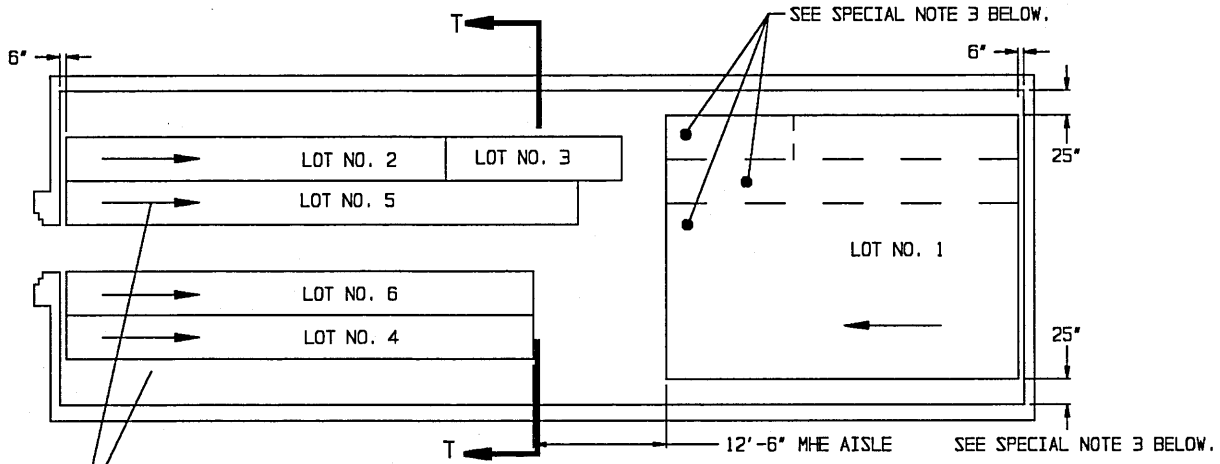 SEE SPECIAL NOTE 3 BELOW.
T
6"
6"
LOT NO. 2
LOT NO. 3
25"
LOT NO. 5
LOT NO. 1
LOT NO. 6
LOT NO. 4
25"
T
12'-6" MHE AISLE
SEE SPECIAL NOTE 3 BELOW.